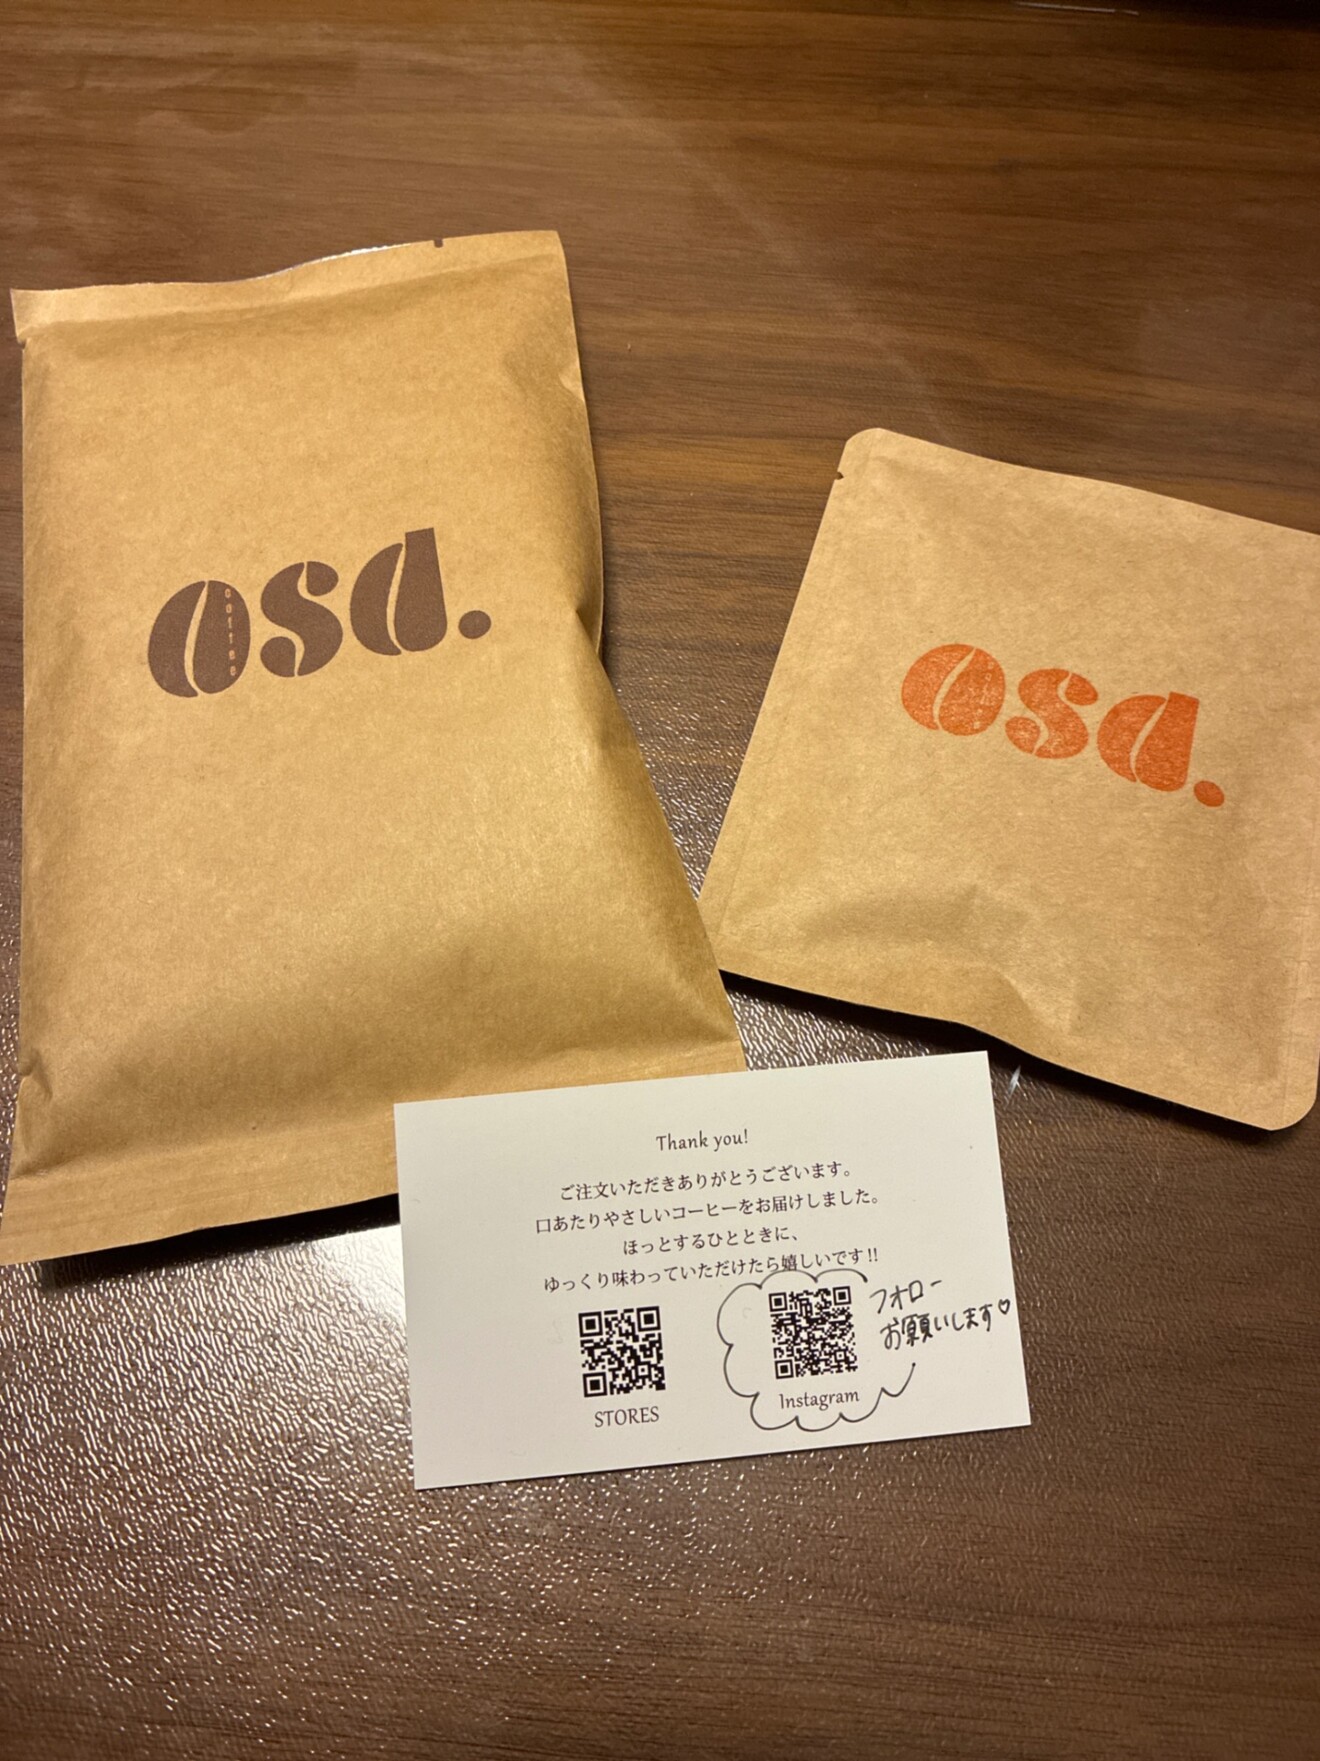 osa.
coffee
osa.
Thank you!
ご注文いただきありがとうございます。
口あたりやさしいコーヒーをお届けしました。
ほっとするひとときに、
ゆっくり味わっていただけたら嬉しいです!!
フォロー
お願いします♡
STORES
Instagram